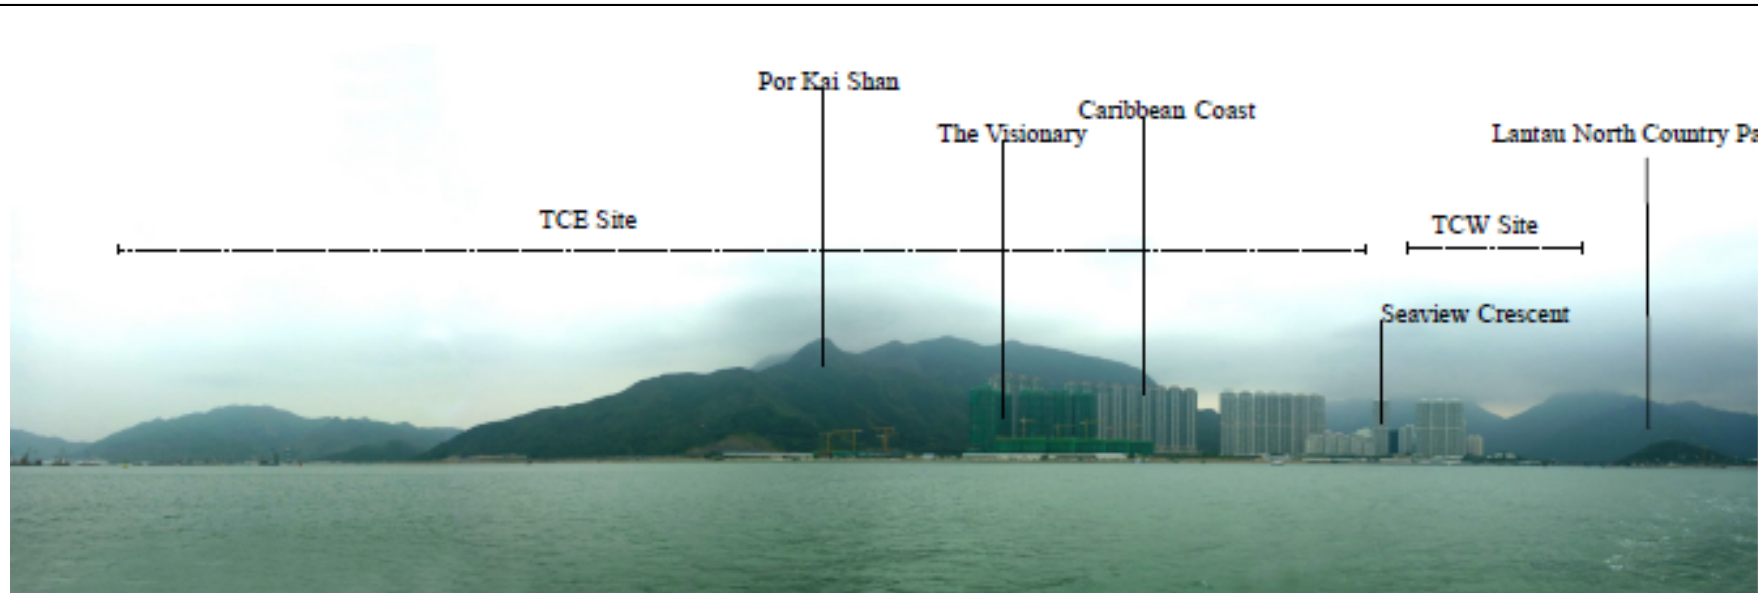 Por Kai Shan
Caribbean Coast
The Visionary
Lantau North Country Pa
TCE Site
TCW Site
Seaview Crescent